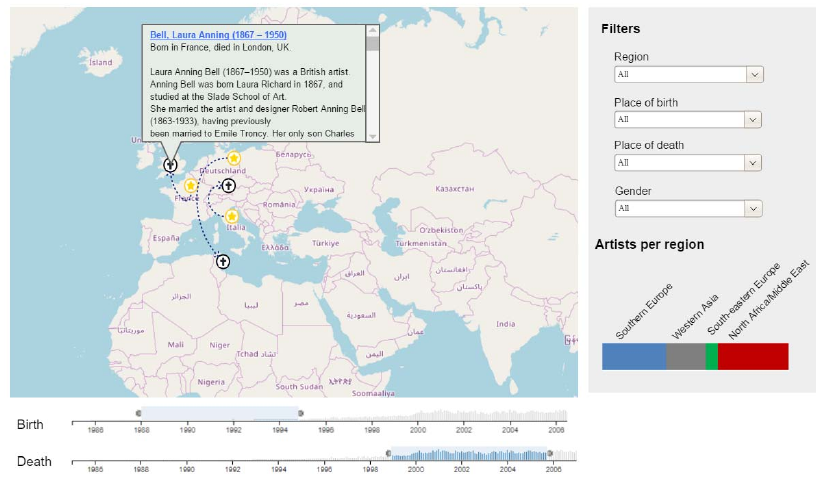 Bell, Laura Anning (1867 – 1950)
Born in France, died in London, UK.
Laura Anning Bell (1867–1950) was a British artist.
Anning Bell was born Laura Richard in 1867, and
studied at the Slade School of Art.
She married the artist and designer Robert Anning Bell
(1863-1933), having previously
been married to Emile Troncy. Her only son Charles
Ísland
Deutschland
Беларусь
Україна
Қазақстан
France
România
Italia
España
Ελλάδα
Türkiye
O'zbekiston
Türkmenistan
افغانستان
ایران
العراق
پاکستان
الجزائر
ليبيا
مصر
السعودية
عمان
India
موريتانيا
Mali
Niger
Tchad تشاد
اليمن
Nigeria
South Sudan
Soomaaliya
Filters
Region
All
Place of birth
All
Place of death
All
Gender
All
Artists per region
Southern Europe
Western Asia
South-eastern Europe
North Africa/Middle East
Birth
1986 1988 1990 1992 1994 1996 1998 2000 2002 2004 2006
Death
1986 1988 1990 1992 1994 1996 1998 2000 2002 2004 2006